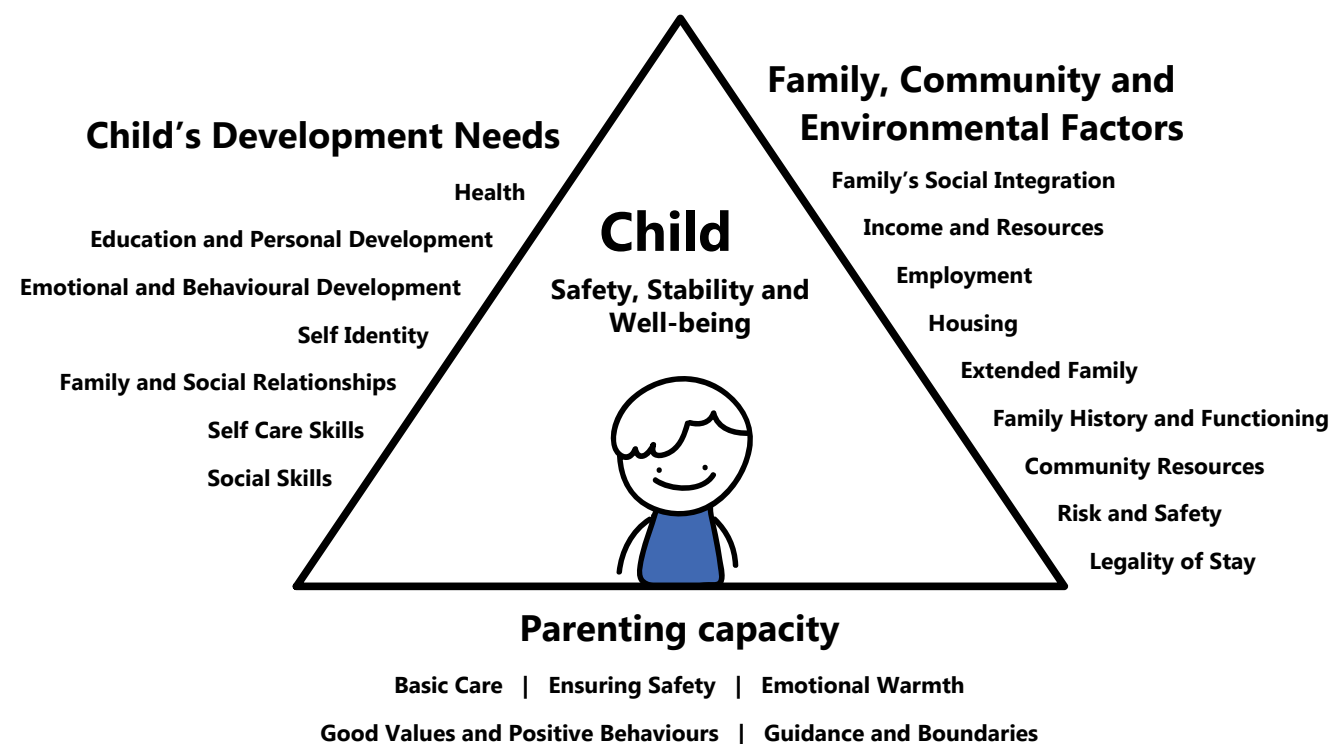 Child’s Development Needs
Health
Education and Personal Development
Emotional and Behavioural Development
Self Identity
Family and Social Relationships
Self Care Skills
Social Skills
Child
Safety, Stability and
Well-being
Family, Community and
Environmental Factors
Family’s Social Integration
Income and Resources
Employment
Housing
Extended Family
Family History and Functioning
Community Resources
Risk and Safety
Legality of Stay
Parenting capacity
Basic Care | Ensuring Safety | Emotional Warmth
Good Values and Positive Behaviours | Guidance and Boundaries